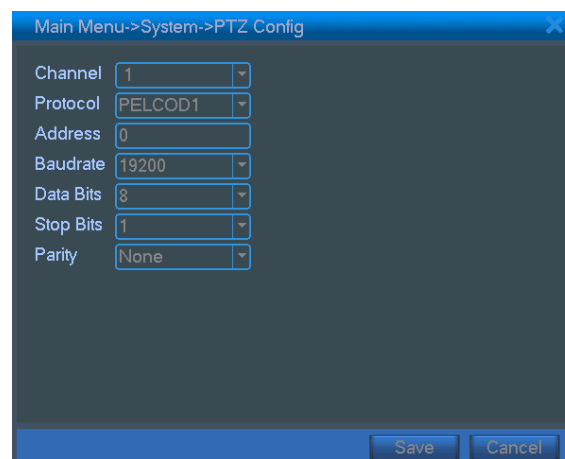 Main Menu->System->PTZ Config
Channel 1
Protocol PELCOD1
Address 0
Baudrate 19200
Data Bits 8
Stop Bits 1
Parity None
Save Cancel